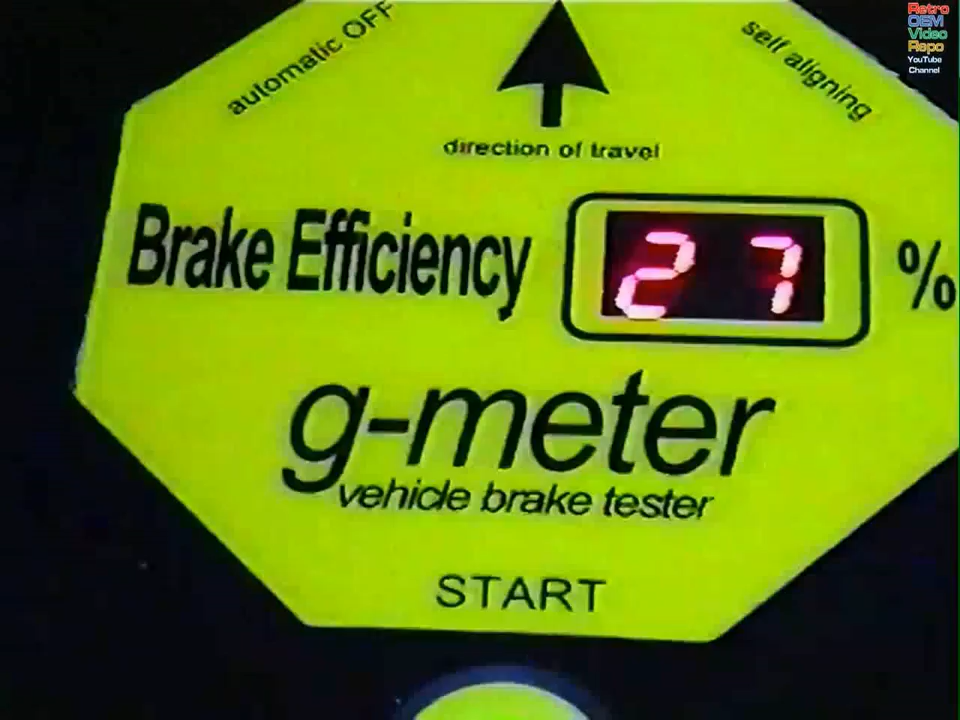 automatic OFF
self aligning
direction of travel
Brake Efficiency 27 %
g-meter
vehicle brake tester
START
Retro
OEM
Video
Repo
YouTube
Channel